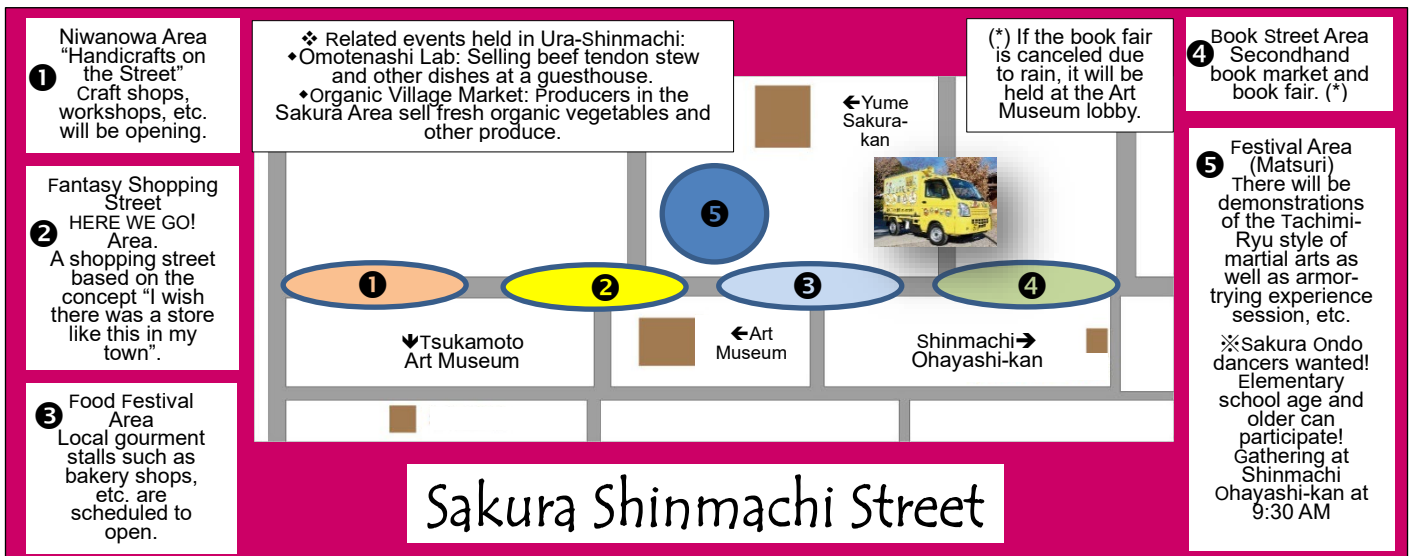 ❶
Niwanowa Area
“Handicrafts on
the Street”
Craft shops,
workshops, etc.
will be opening.
❷
Fantasy Shopping
Street
HERE WE GO!
Area.
A shopping street
based on the
concept “I wish
there was a store
like this in my
town”.
❸
Food Festival
Area
Local gourment
stalls such as
bakery shops,
etc. are
scheduled to
open.
❖ Related events held in Ura-Shinmachi:
◆Omotenashi Lab: Selling beef tendon stew
and other dishes at a guesthouse.
◆Organic Village Market: Producers in the
Sakura Area sell fresh organic vegetables and
other produce.
(*) If the book fair
is canceled due
to rain, it will be
held at the Art
Museum lobby.
←Yume
Sakura-
kan
❺
❶
❷
❸
❹
↓Tsukamoto
Art Museum
←Art
Museum
Shinmachi→
Ohayashi-kan
Sakura Shinmachi Street
❹
Book Street Area
Secondhand
book market and
book fair. (*)
❺
Festival Area
(Matsuri)
There will be
demonstrations
of the Tachimi-
Ryu style of
martial arts as
well as armor-
trying experience
session, etc.
※Sakura Ondo
dancers wanted!
Elementary
school age and
older can
participate!
Gathering at
Shinmachi
Ohayashi-kan at
9:30 AM